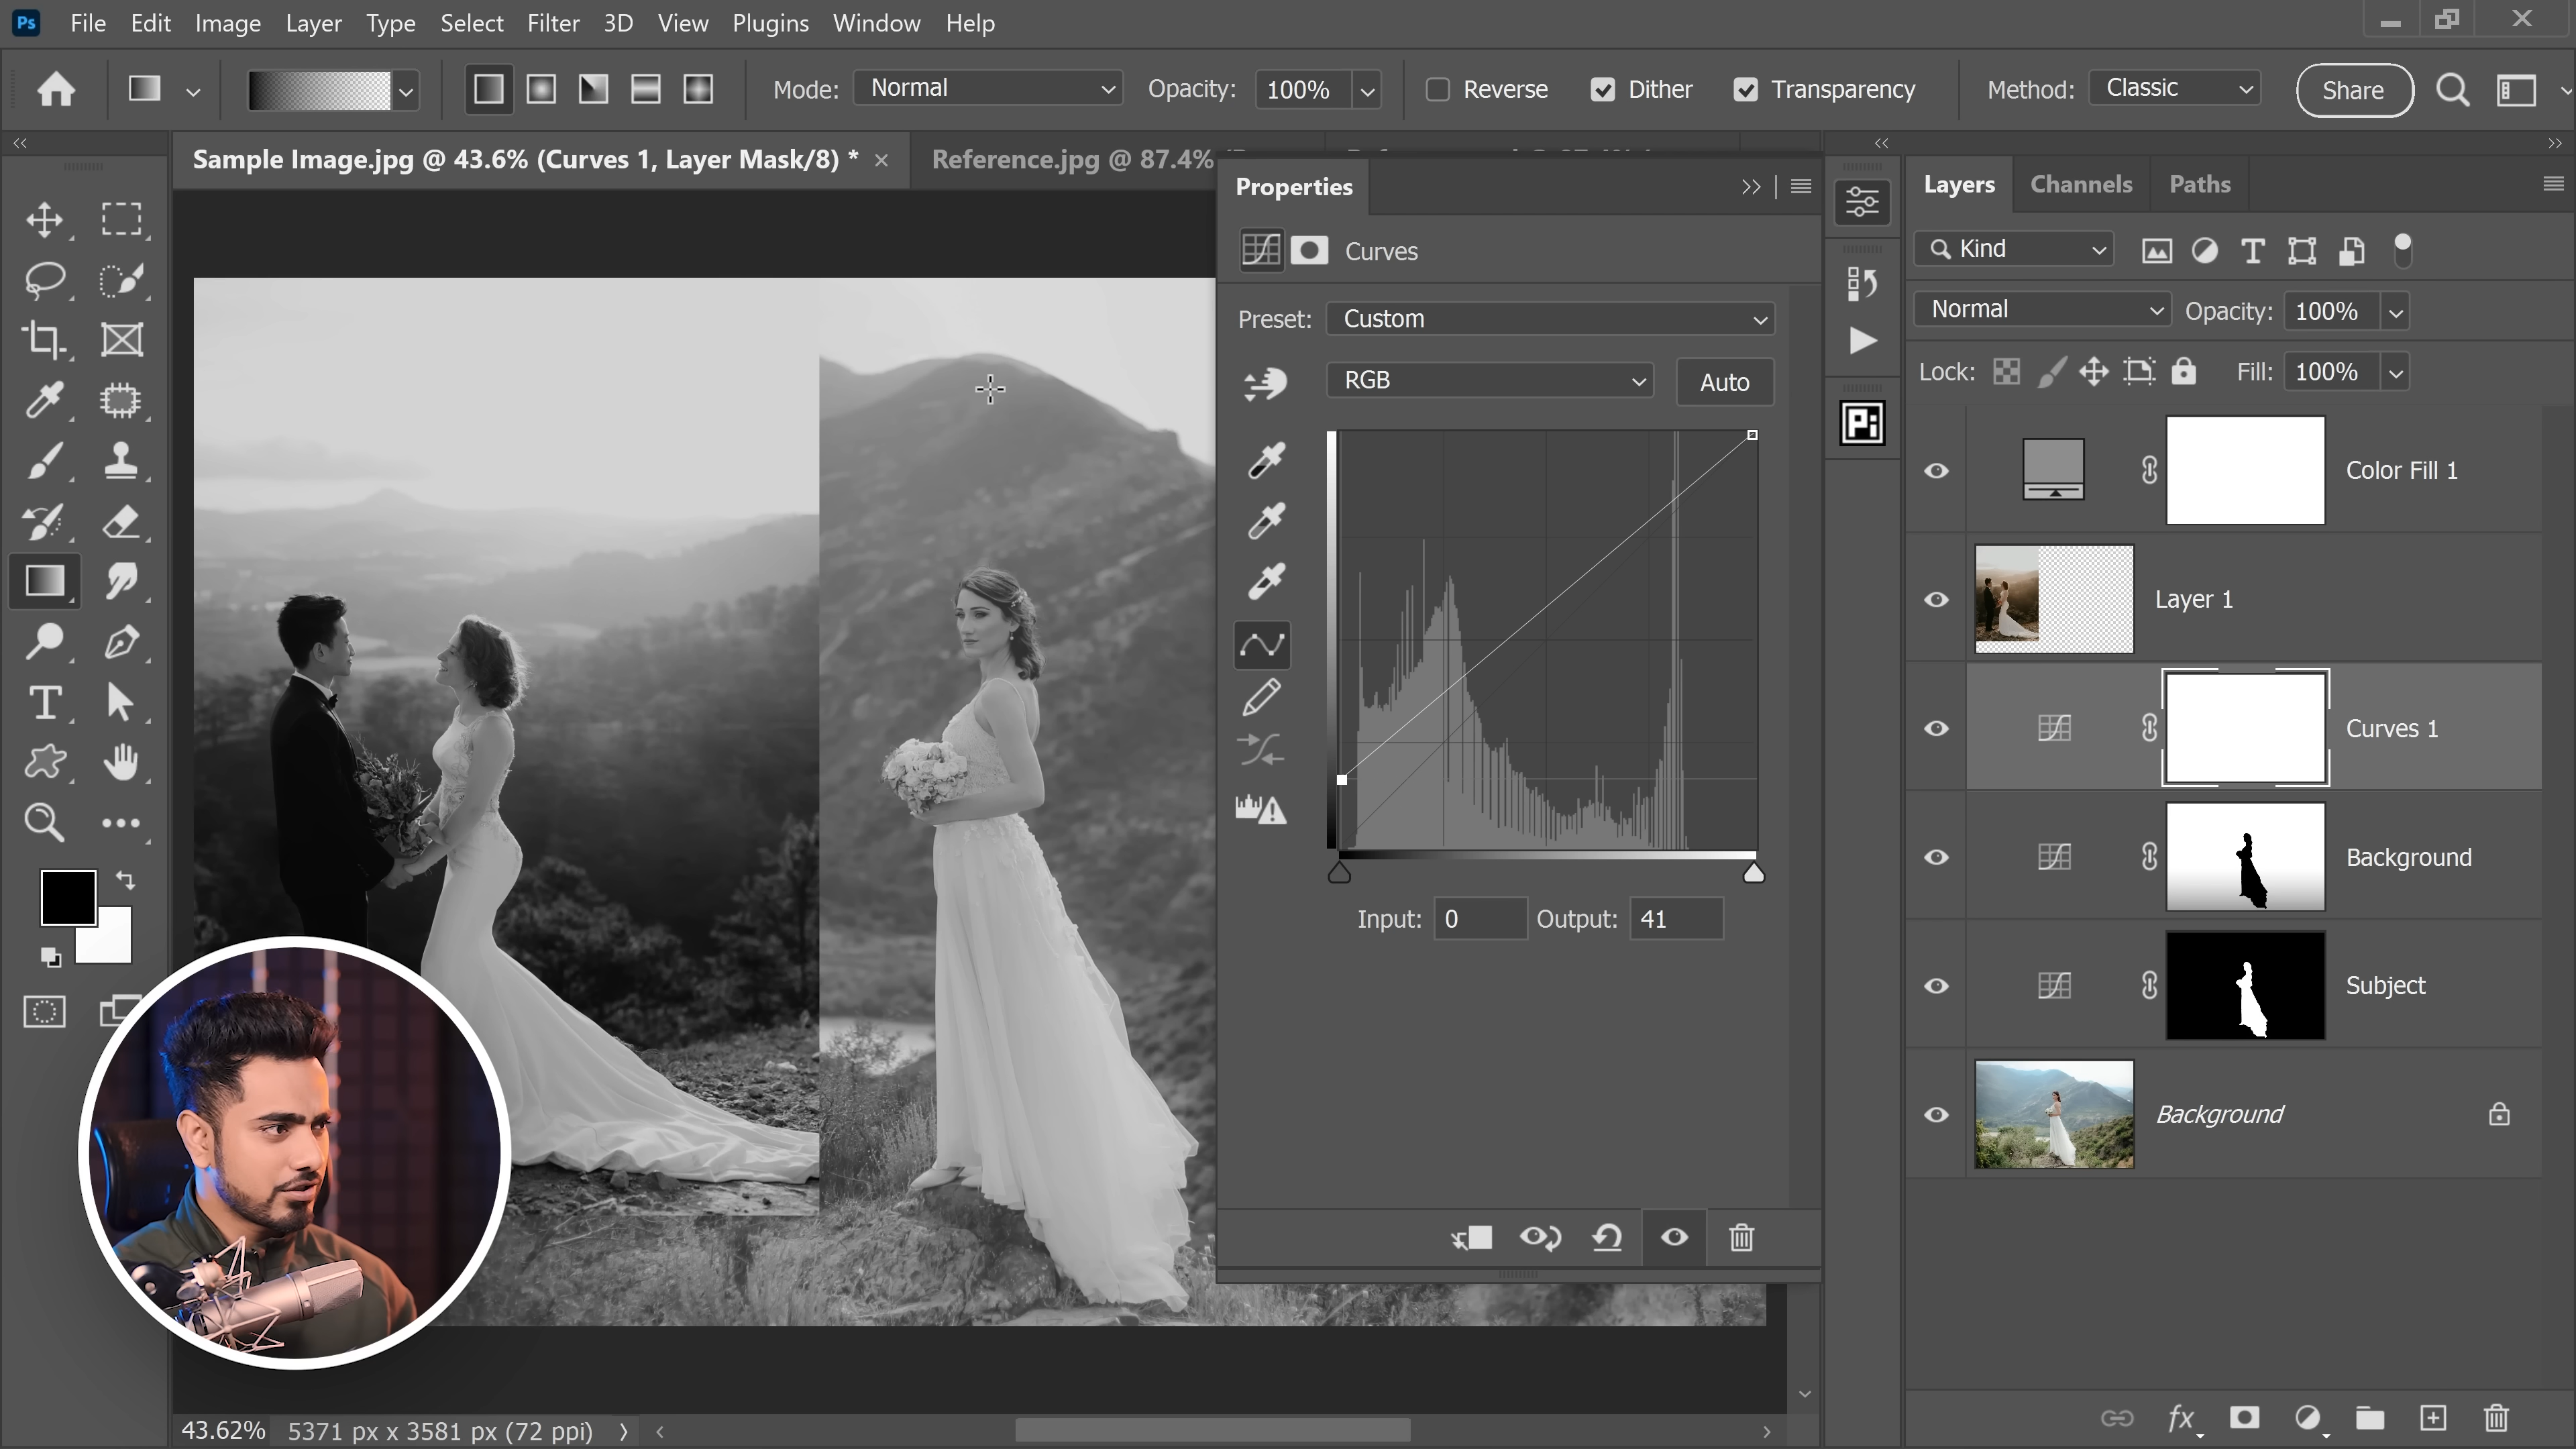 Ps File Edit Image Layer Type Select Filter 3D View Plugins Window Help
Mode: Normal Opacity: 100% Reverse Dither Transparency Method: Classic Share
Sample Image.jpg @ 43.6% (Curves 1, Layer Mask/8) * × Reference.jpg @ 87.4%
Properties
Curves
Preset: Custom
RGB Auto
Input: 0 Output: 41
Pi
Layers Channels Paths
Kind
Normal Opacity: 100%
Lock: Fill: 100%
Color Fill 1
Layer 1
Curves 1
Background
Subject
Background
fx
43.62% 5371 px x 3581 px (72 ppi)